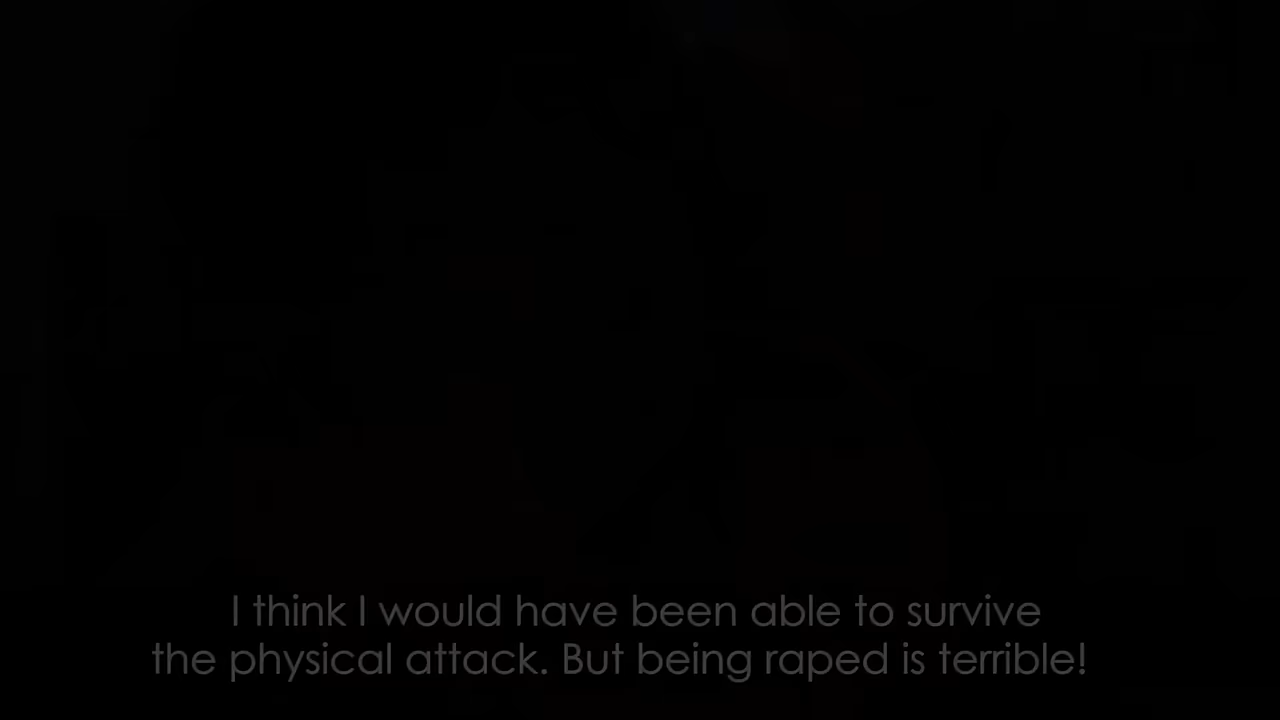 I think I would have been able to survive
the physical attack. But being raped is terrible!